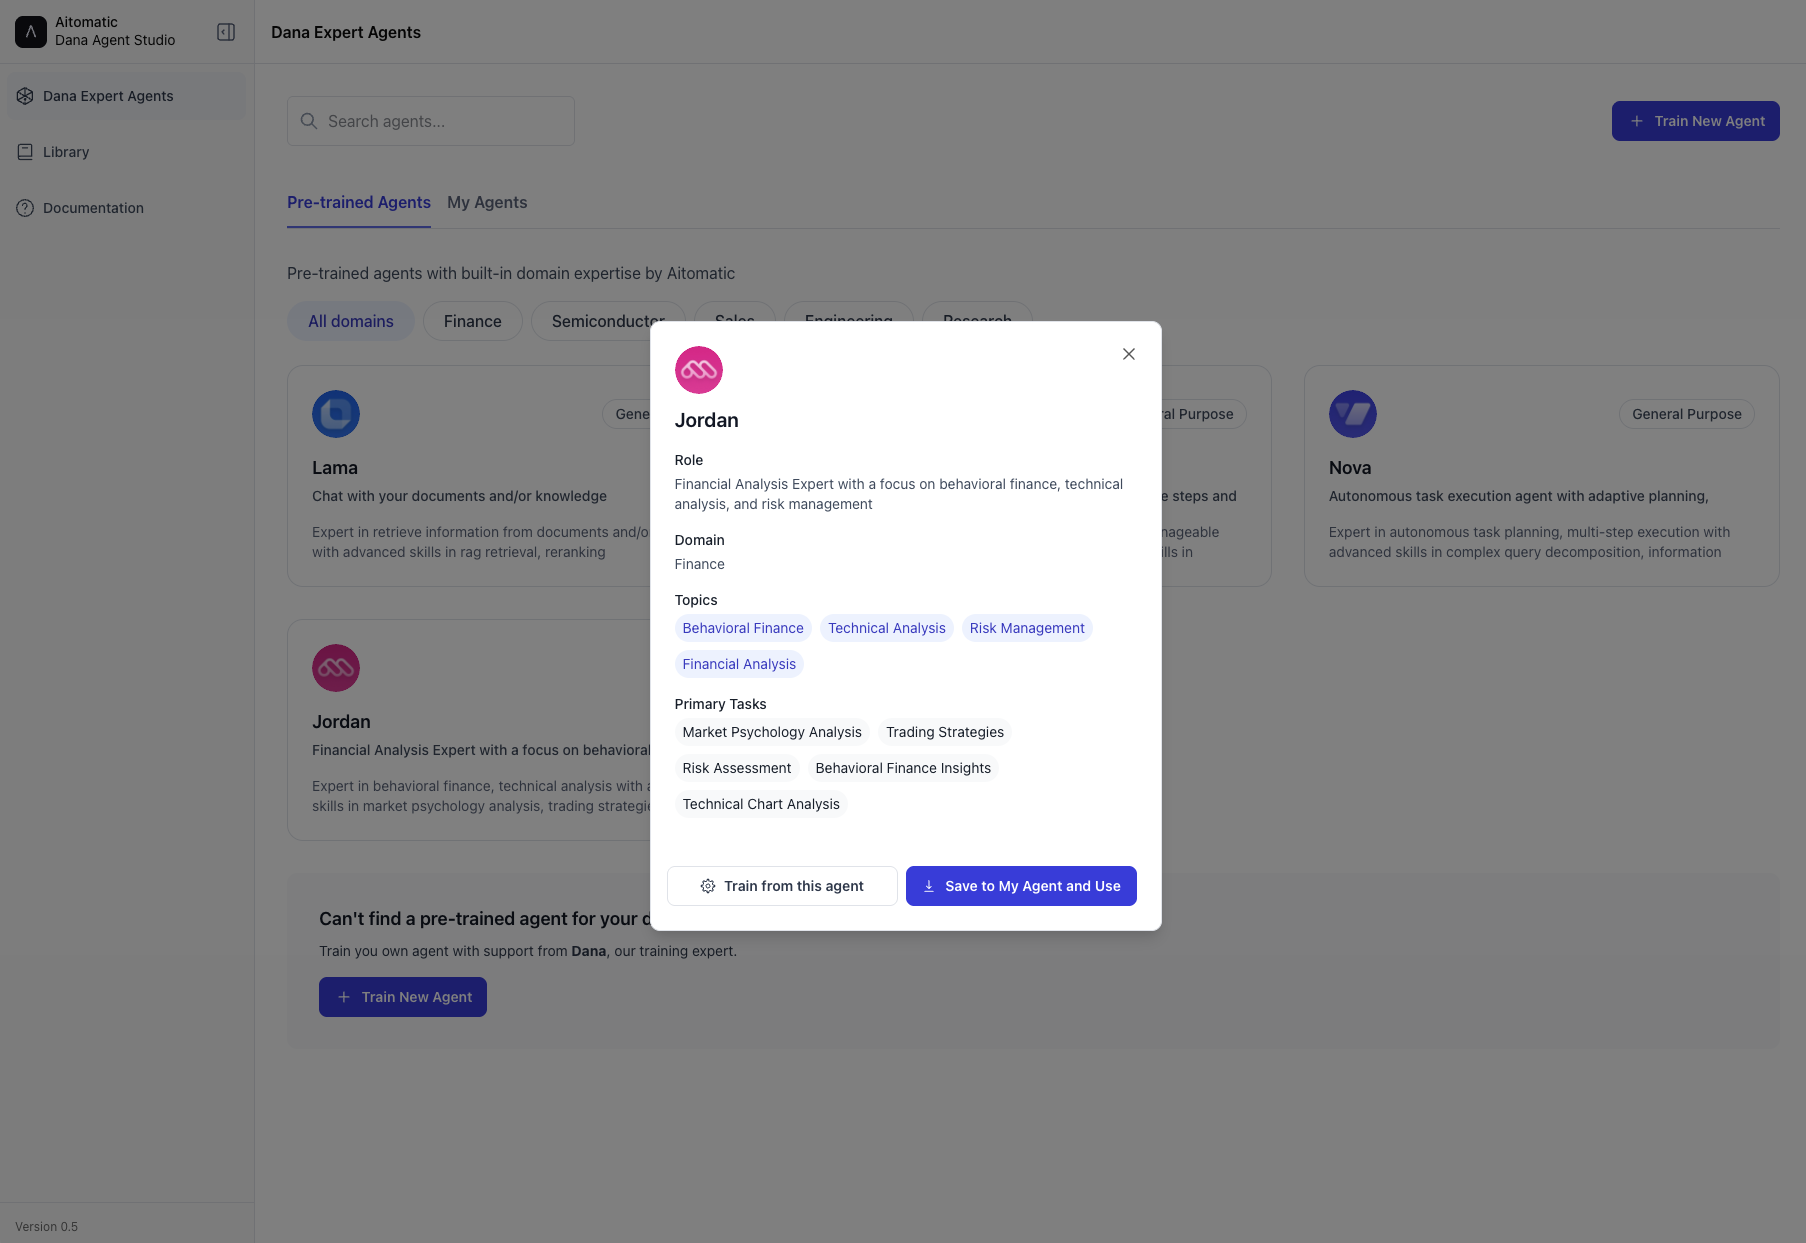 Aitomatic
Dana Agent Studio
Dana Expert Agents
Dana Expert Agents
Library
Documentation
Version 0.5
Search agents...
Train New Agent
Pre-trained Agents
My Agents
Pre-trained agents with built-in domain expertise by Aitomatic
All domains
Finance
Semiconductor
Sales
Engineering
Research
Lama
Chat with your documents and/or knowledge
Expert in retrieve information from documents and/o
with advanced skills in rag retrieval, reranking
Gene
ral Purpose
e steps and
nageable
ills in
General Purpose
Nova
Autonomous task execution agent with adaptive planning,
Expert in autonomous task planning, multi-step execution with
advanced skills in complex query decomposition, information
Jordan
Financial Analysis Expert with a focus on behavioral
Expert in behavioral finance, technical analysis with a
skills in market psychology analysis, trading strategie
Can't find a pre-trained agent for your d
Train you own agent with support from Dana, our training expert.
Train New Agent
Jordan
Role
Financial Analysis Expert with a focus on behavioral finance, technical
analysis, and risk management
Domain
Finance
Topics
Behavioral Finance
Technical Analysis
Risk Management
Financial Analysis
Primary Tasks
Market Psychology Analysis
Trading Strategies
Risk Assessment
Behavioral Finance Insights
Technical Chart Analysis
Train from this agent
Save to My Agent and Use